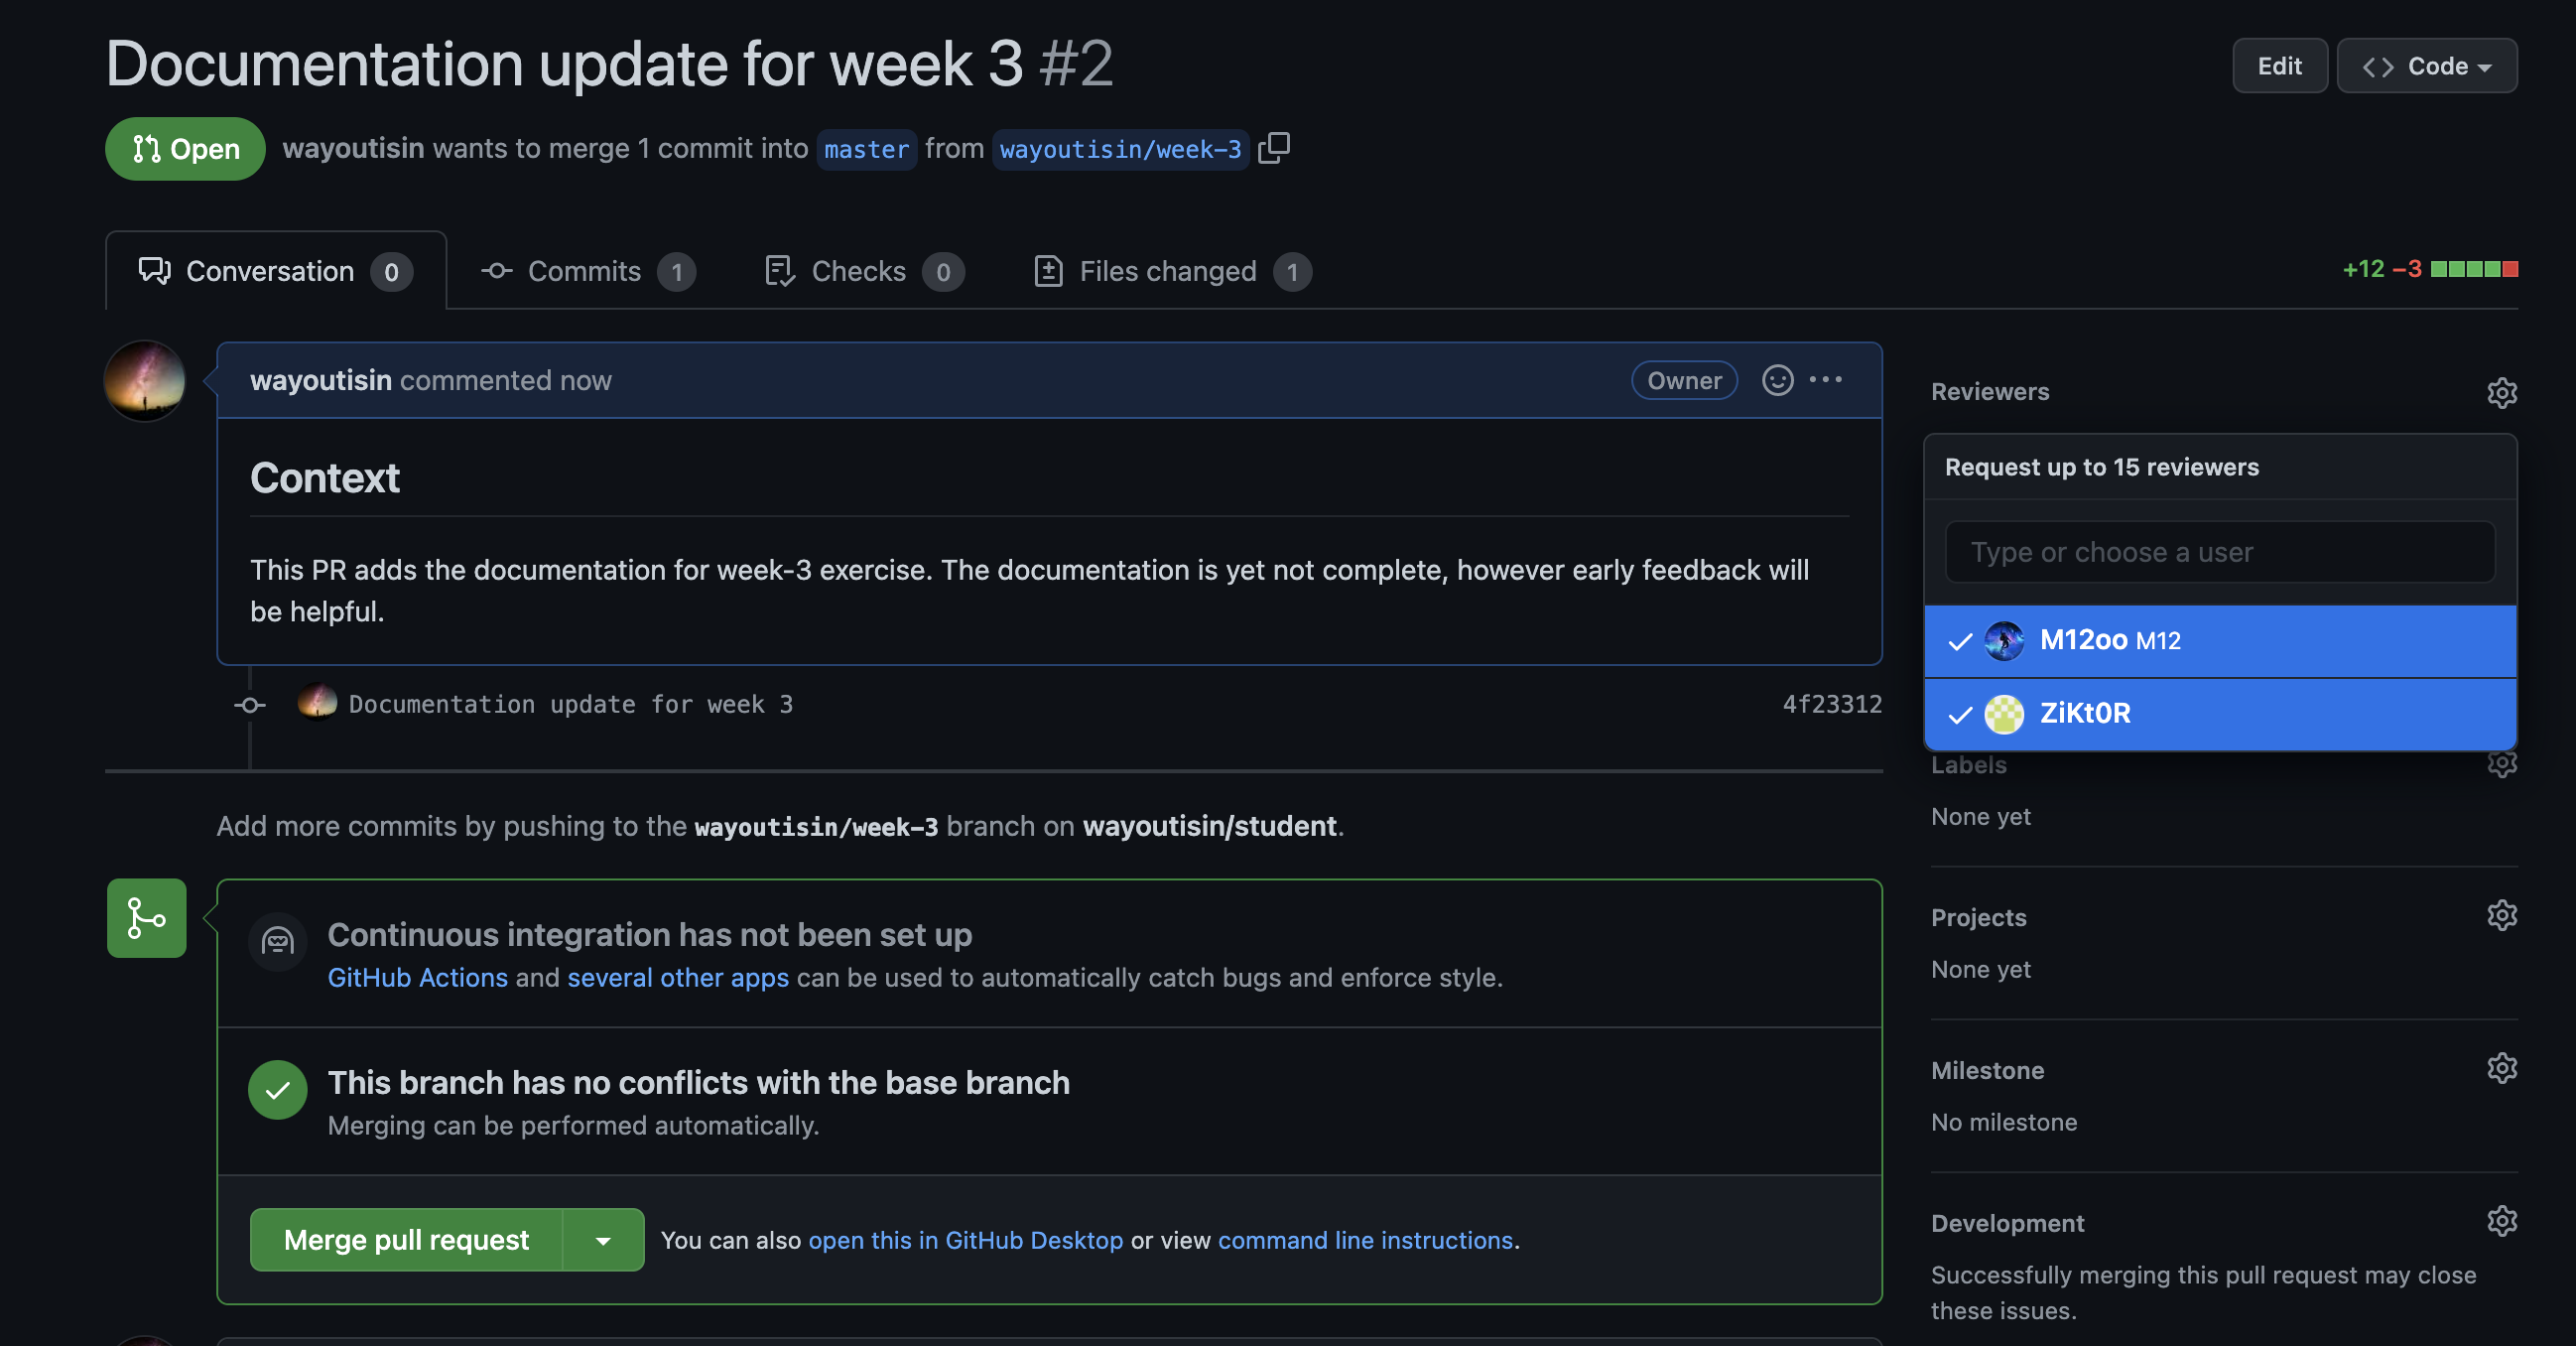 Documentation update for week 3 #2
Edit
<> Code
Open
wayoutisin wants to merge 1 commit into master from wayoutisin/week-3
Conversation 0
Commits 1
Checks 0
Files changed 1
+12 −3
wayoutisin commented now
Owner
Context
This PR adds the documentation for week-3 exercise. The documentation is yet not complete, however early feedback will
be helpful.
Documentation update for week 3
4f23312
Add more commits by pushing to the wayoutisin/week-3 branch on wayoutisin/student.
Continuous integration has not been set up
GitHub Actions and several other apps can be used to automatically catch bugs and enforce style.
This branch has no conflicts with the base branch
Merging can be performed automatically.
Merge pull request
You can also open this in GitHub Desktop or view command line instructions.
Reviewers
Request up to 15 reviewers
Type or choose a user
M12oo M12
ZiKt0R
Labels
None yet
Projects
None yet
Milestone
No milestone
Development
Successfully merging this pull request may close
these issues.